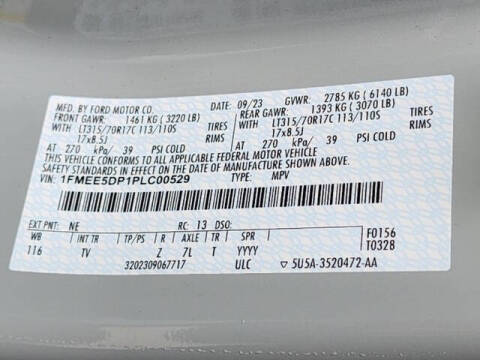 MFD. BY FORD MOTOR CO. DATE: 09/23 GVWR: 2785 KG ( 6140 LB)
FRONT GAWR: 1461 KG ( 3220 LB) REAR GAWR: 1393 KG ( 3070 LB)
WITH LT315/70R17C 113/110S TIRES WITH LT315/70R17C 113/110S TIRES
17x8.5J RIMS 17x8.5J RIMS
AT 270 kPa/ 39 PSI COLD AT 270 kPa/ 39 PSI COLD
THIS VEHICLE CONFORMS TO ALL APPLICABLE FEDERAL MOTOR VEHICLE
SAFETY STANDARDS IN EFFECT ON THE DATE OF MANUFACTURE SHOWN ABOVE.
VIN: 1FMEE5DP1PLC00529 TYPE: MPV
EXT PNT: NE RC: 13 DSO: F0156
WB INT TR TP/PS R AXLE TR SPR T0328
116 TV Z 7L T YYYY
3202309067717 ULC ▽ 5U5A-3520472-AA